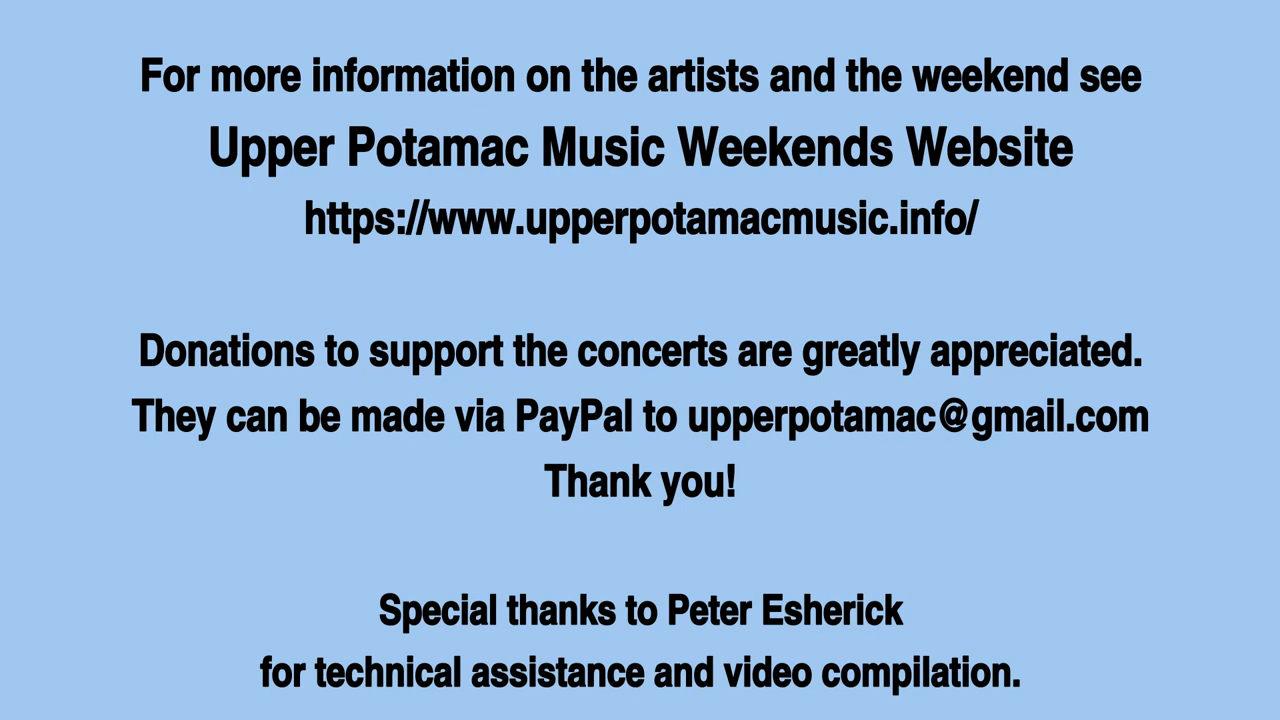 For more information on the artists and the weekend see
Upper Potamac Music Weekends Website
https://www.upperpotamacmusic.info/
Donations to support the concerts are greatly appreciated.
They can be made via PayPal to upperpotamac@gmail.com
Thank you!
Special thanks to Peter Esherick
for technical assistance and video compilation.